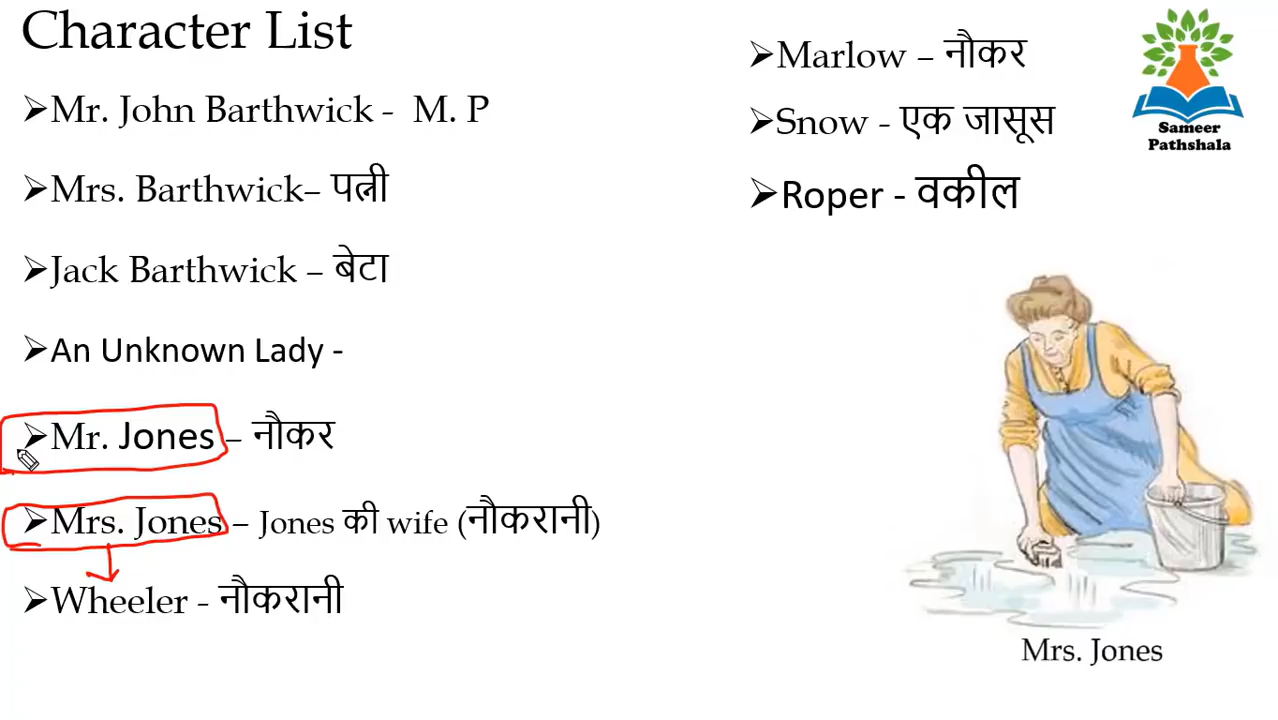 Character List
➢Mr. John Barthwick - M. P
➢Mrs. Barthwick– पत्नी
➢Jack Barthwick – बेटा
➢An Unknown Lady -
➢Mr. Jones – नौकर
➢Mrs. Jones – Jones की wife (नौकरानी)
➢Wheeler - नौकरानी
➢Marlow – नौकर
➢Snow - एक जासूस
➢Roper - वकील
Sameer
Pathshala
Mrs. Jones